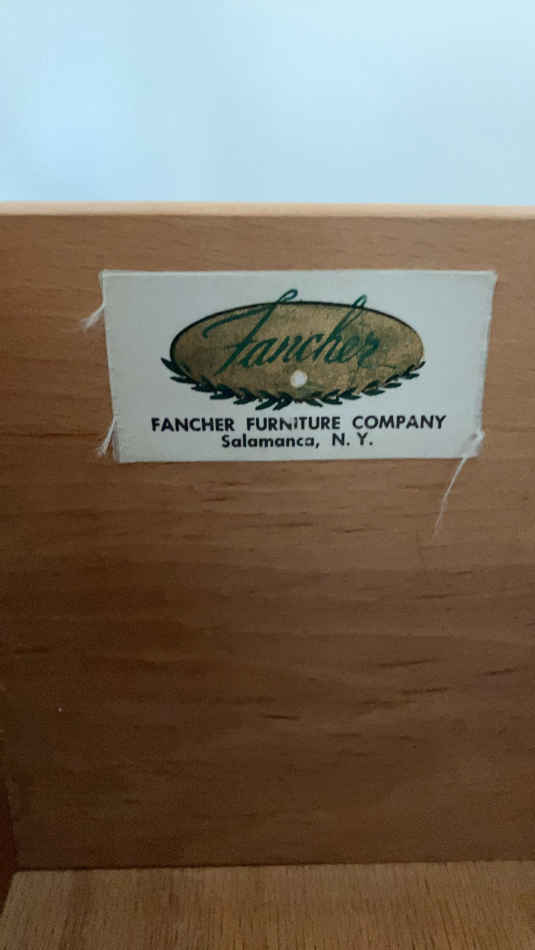 Fancher
FANCHER FURNITURE COMPANY
Salamanca, N. Y.